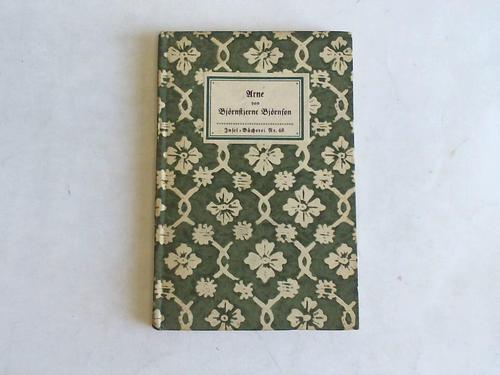 Arne
von
Björnstjerne Björnson
Insel-Bücherei Nr. 48